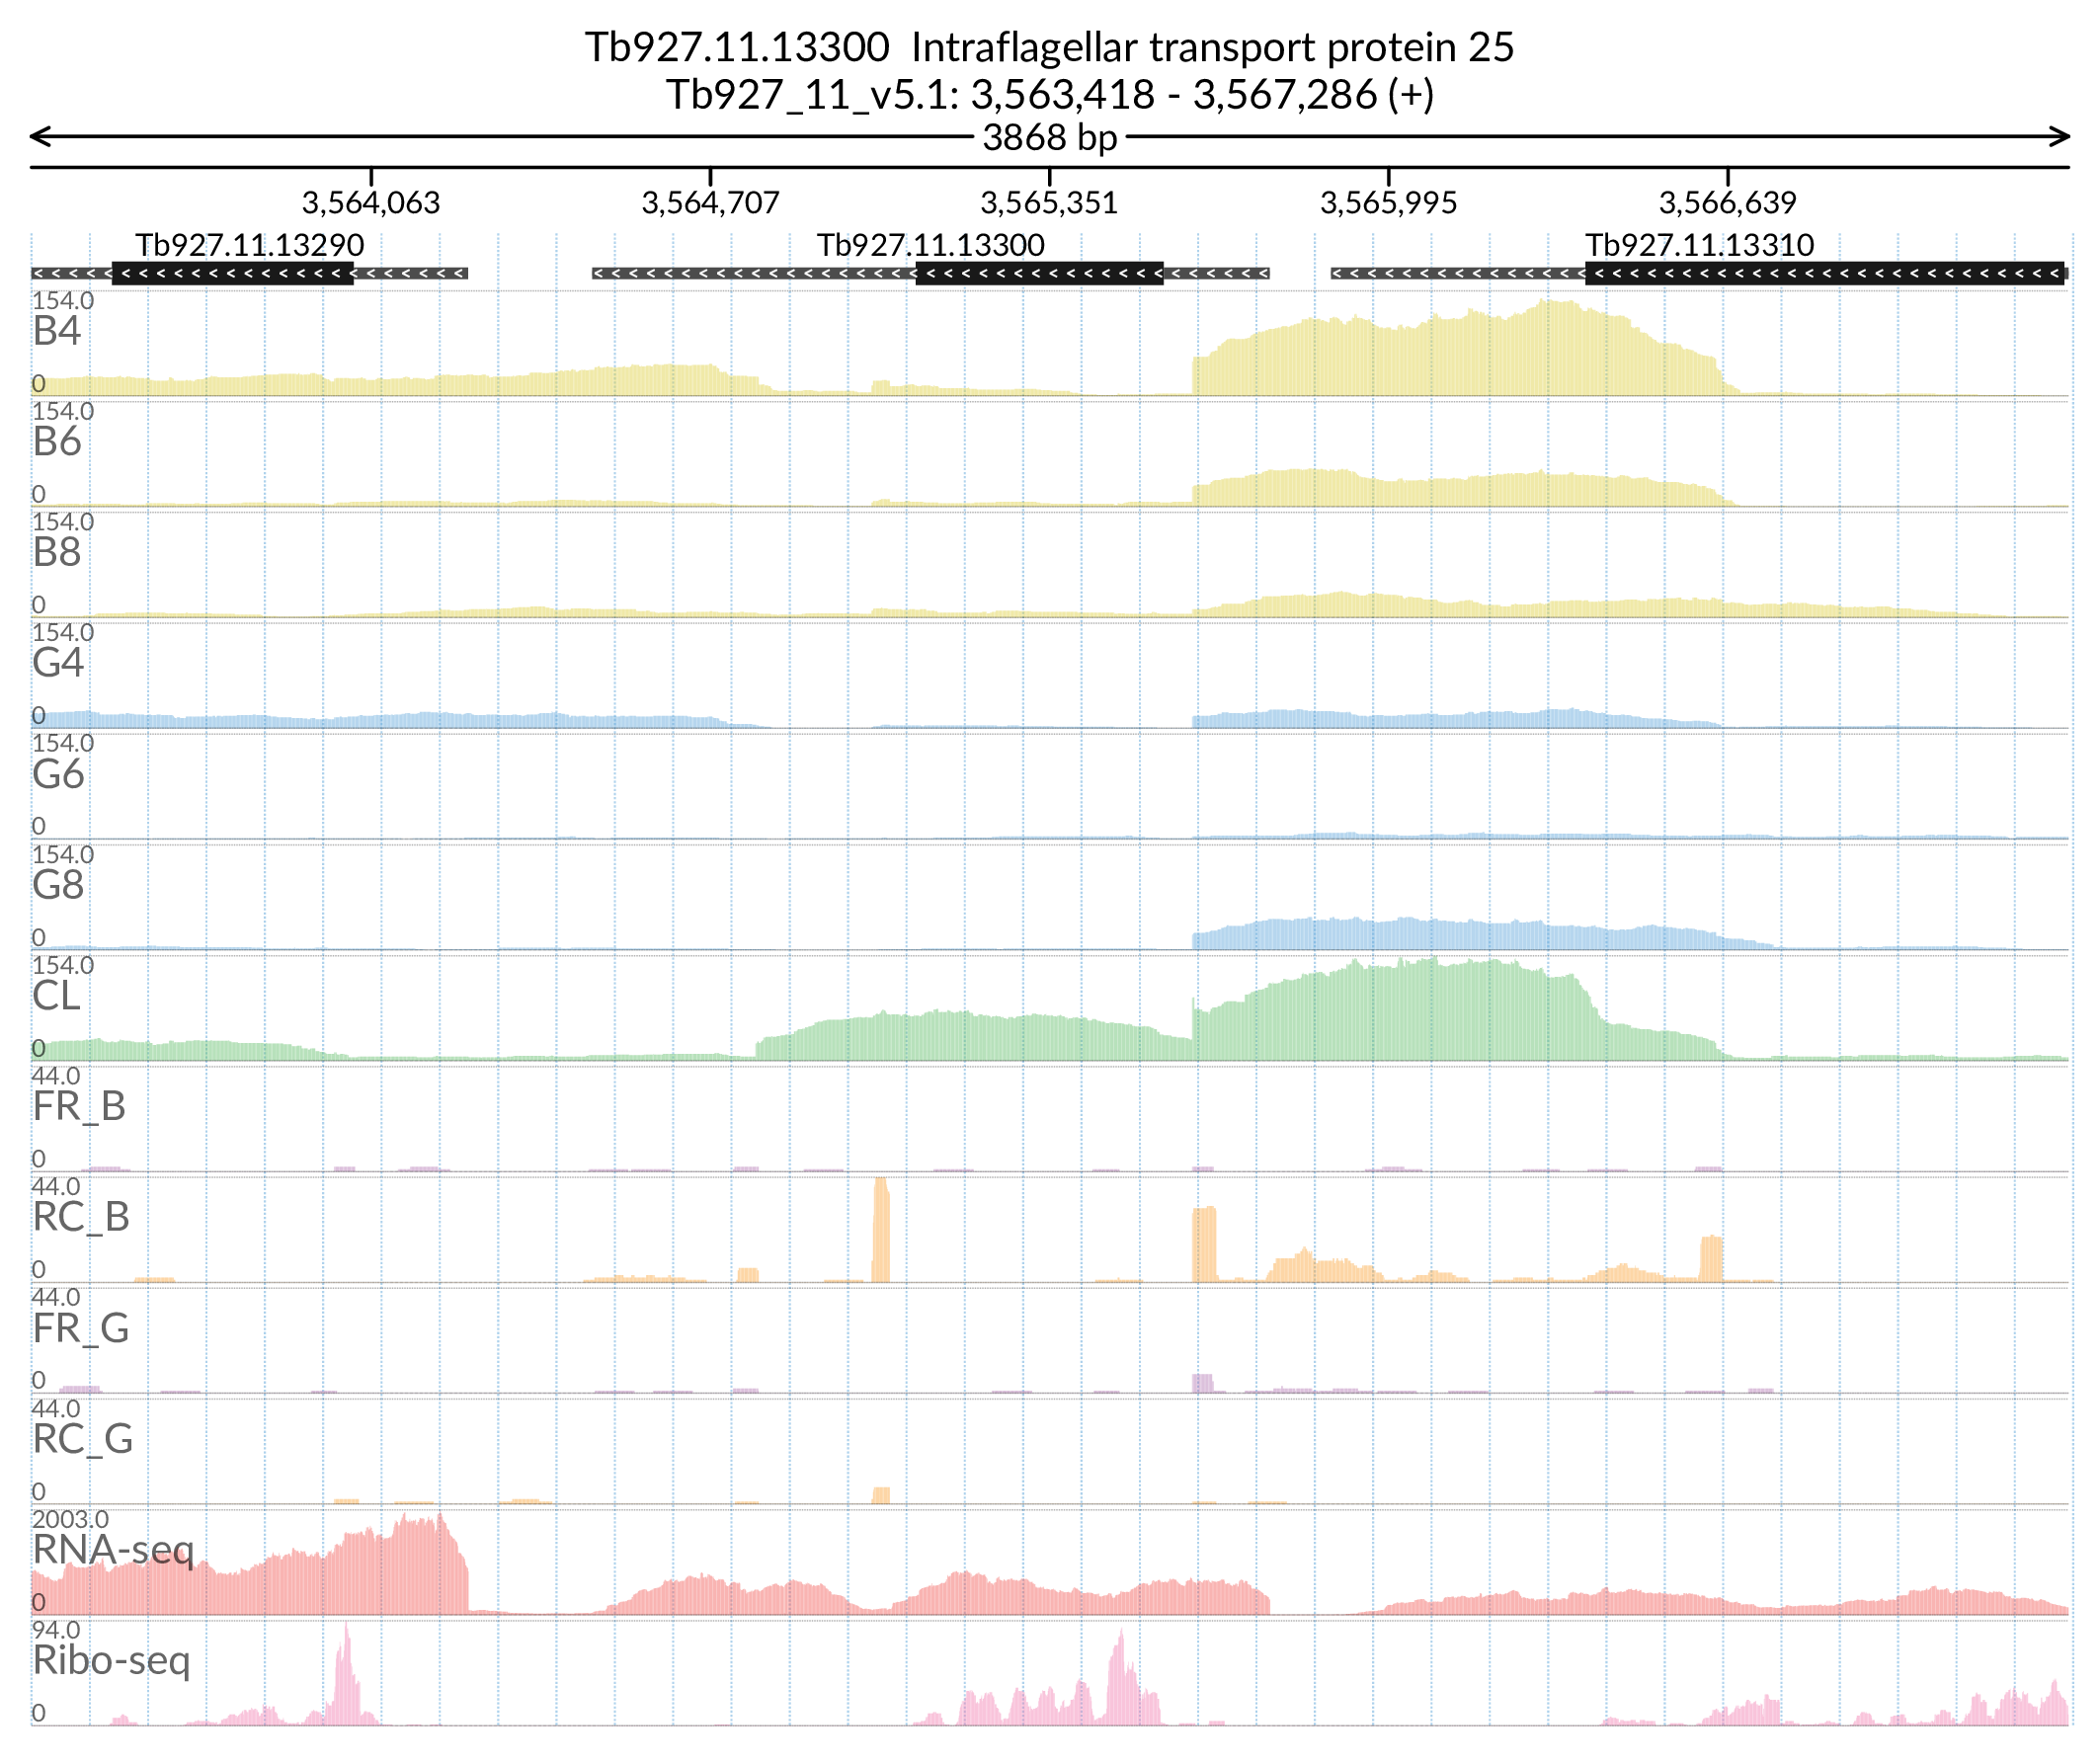 Tb927.11.13300 Intraflagellar transport protein 25
Tb927_11_v5.1: 3,563,418 - 3,567,286 (+)
3868 bp
3,564,063 3,564,707 3,565,351 3,565,995 3,566,639
Tb927.11.13290 Tb927.11.13300 Tb927.11.13310
154.0
B4
0
154.0
B6
0
154.0
B8
0
154.0
G4
0
154.0
G6
0
154.0
G8
0
154.0
CL
0
44.0
FR_B
0
44.0
RC_B
0
44.0
FR_G
0
44.0
RC_G
0
2003.0
RNA-seq
0
94.0
Ribo-seq
0